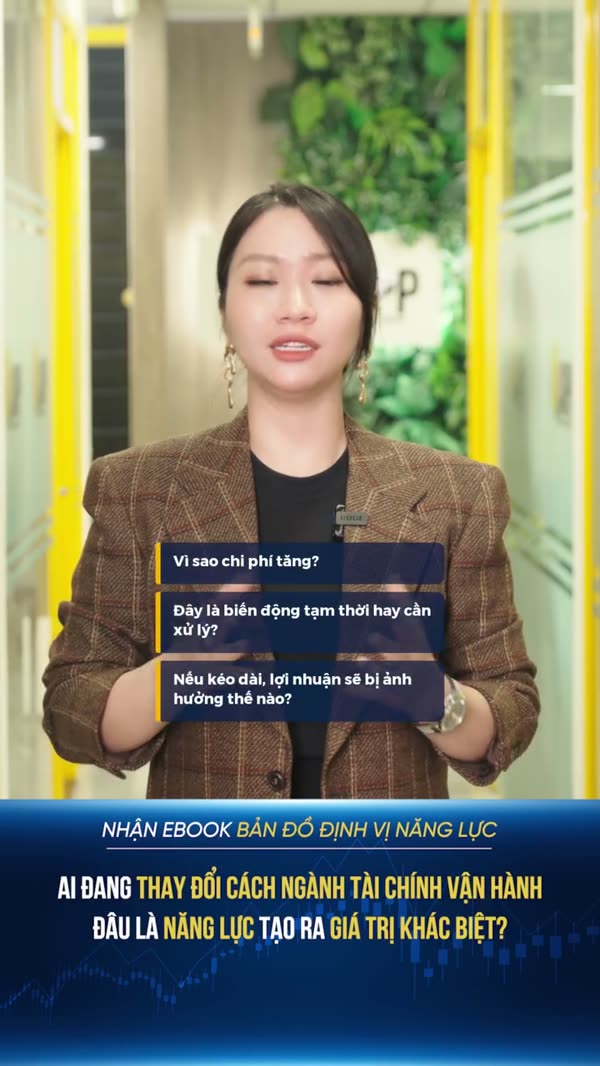 Vì sao chi phí tăng?
Đây là biến động tạm thời hay cần
xử lý?
Nếu kéo dài, lợi nhuận sẽ bị ảnh
hưởng thế nào?
NHẬN EBOOK BẢN ĐỒ ĐỊNH VỊ NĂNG LỰC
AI ĐANG THAY ĐỔI CÁCH NGÀNH TÀI CHÍNH VẬN HÀNH
ĐÂU LÀ NĂNG LỰC TẠO RA GIÁ TRỊ KHÁC BIỆT?